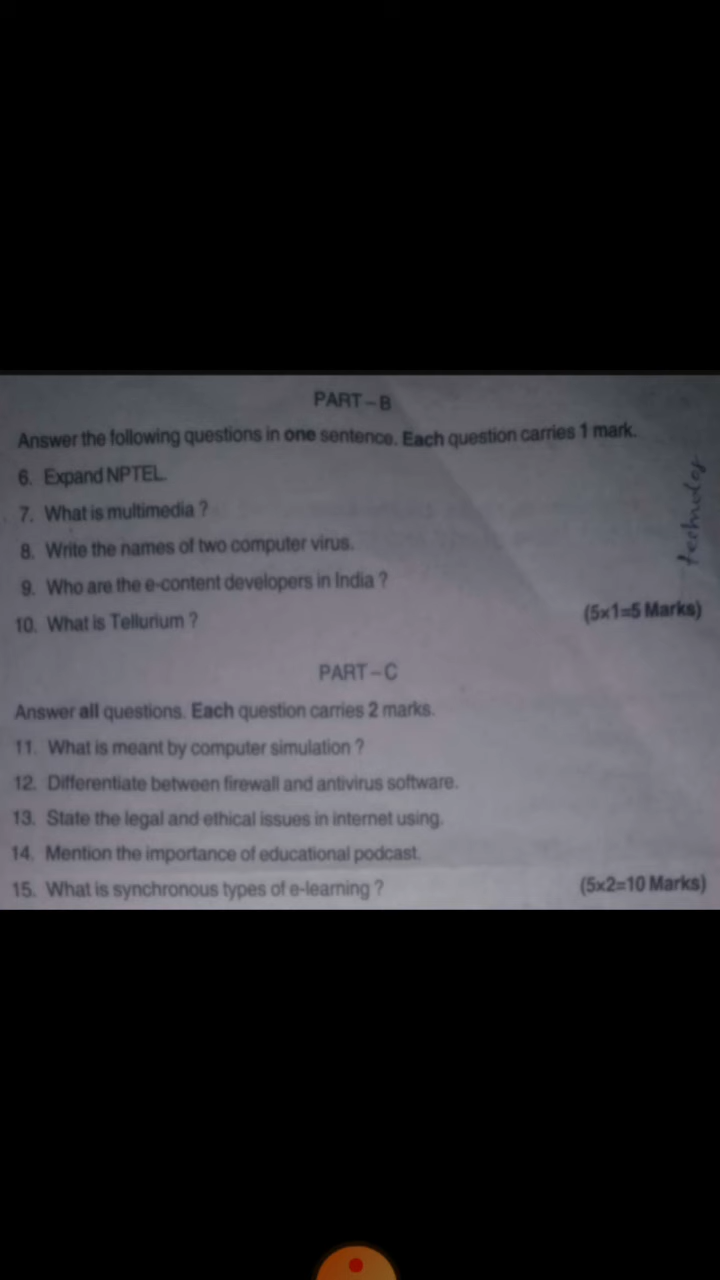 PART – B
Answer the following questions in one sentence. Each question carries 1 mark.
6. Expand NPTEL.
7. What is multimedia ?
8. Write the names of two computer virus.
9. Who are the e-content developers in India ?
10. What is Tellurium ?
(5×1=5 Marks)
PART – C
Answer all questions. Each question carries 2 marks.
11. What is meant by computer simulation ?
12. Differentiate between firewall and antivirus software.
13. State the legal and ethical issues in internet using.
14. Mention the importance of educational podcast.
15. What is synchronous types of e-learning ?
(5×2=10 Marks)